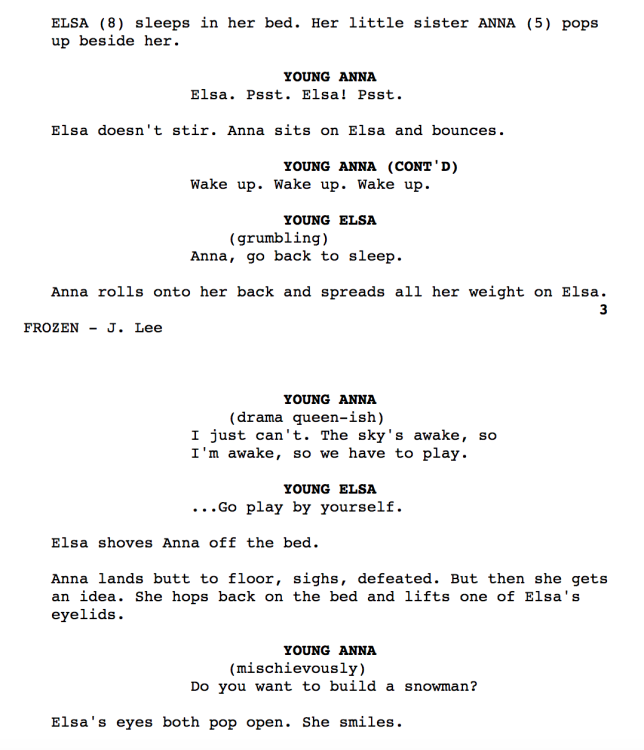 ELSA (8) sleeps in her bed. Her little sister ANNA (5) pops
up beside her.
YOUNG ANNA
Elsa. Psst. Elsa! Psst.
Elsa doesn't stir. Anna sits on Elsa and bounces.
YOUNG ANNA (CONT'D)
Wake up. Wake up. Wake up.
YOUNG ELSA
(grumbling)
Anna, go back to sleep.
Anna rolls onto her back and spreads all her weight on Elsa.
3
FROZEN - J. Lee
YOUNG ANNA
(drama queen-ish)
I just can't. The sky's awake, so
I'm awake, so we have to play.
YOUNG ELSA
...Go play by yourself.
Elsa shoves Anna off the bed.
Anna lands butt to floor, sighs, defeated. But then she gets
an idea. She hops back on the bed and lifts one of Elsa's
eyelids.
YOUNG ANNA
(mischievously)
Do you want to build a snowman?
Elsa's eyes both pop open. She smiles.